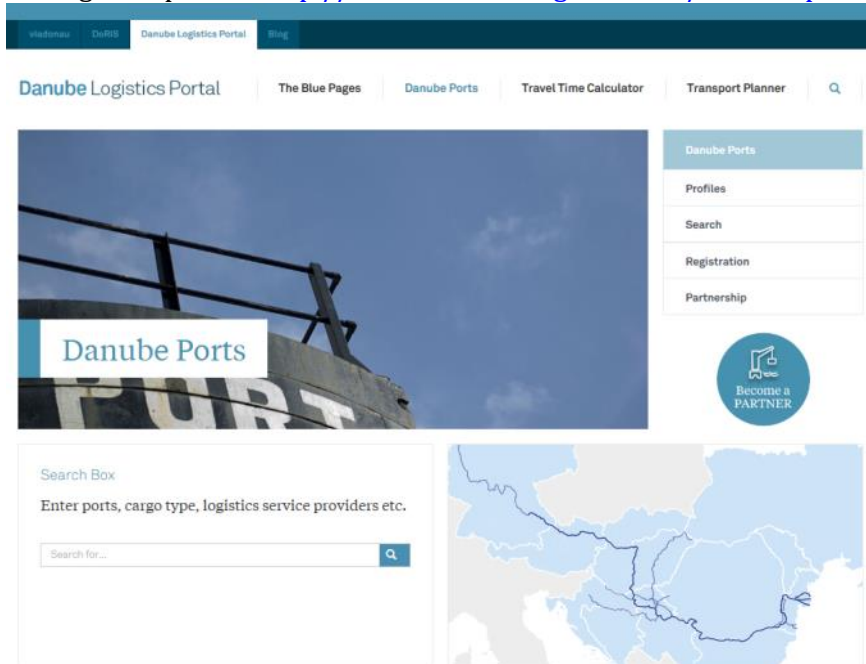 viadonau DoRIS Danube Logistics Portal Blog
Danube Logistics Portal The Blue Pages Danube Ports Travel Time Calculator Transport Planner
Danube Ports
Profiles
Search
Registration
Partnership
Danube Ports
PORT
Become a
PARTNER
Search Box
Enter ports, cargo type, logistics service providers etc.
Search for...